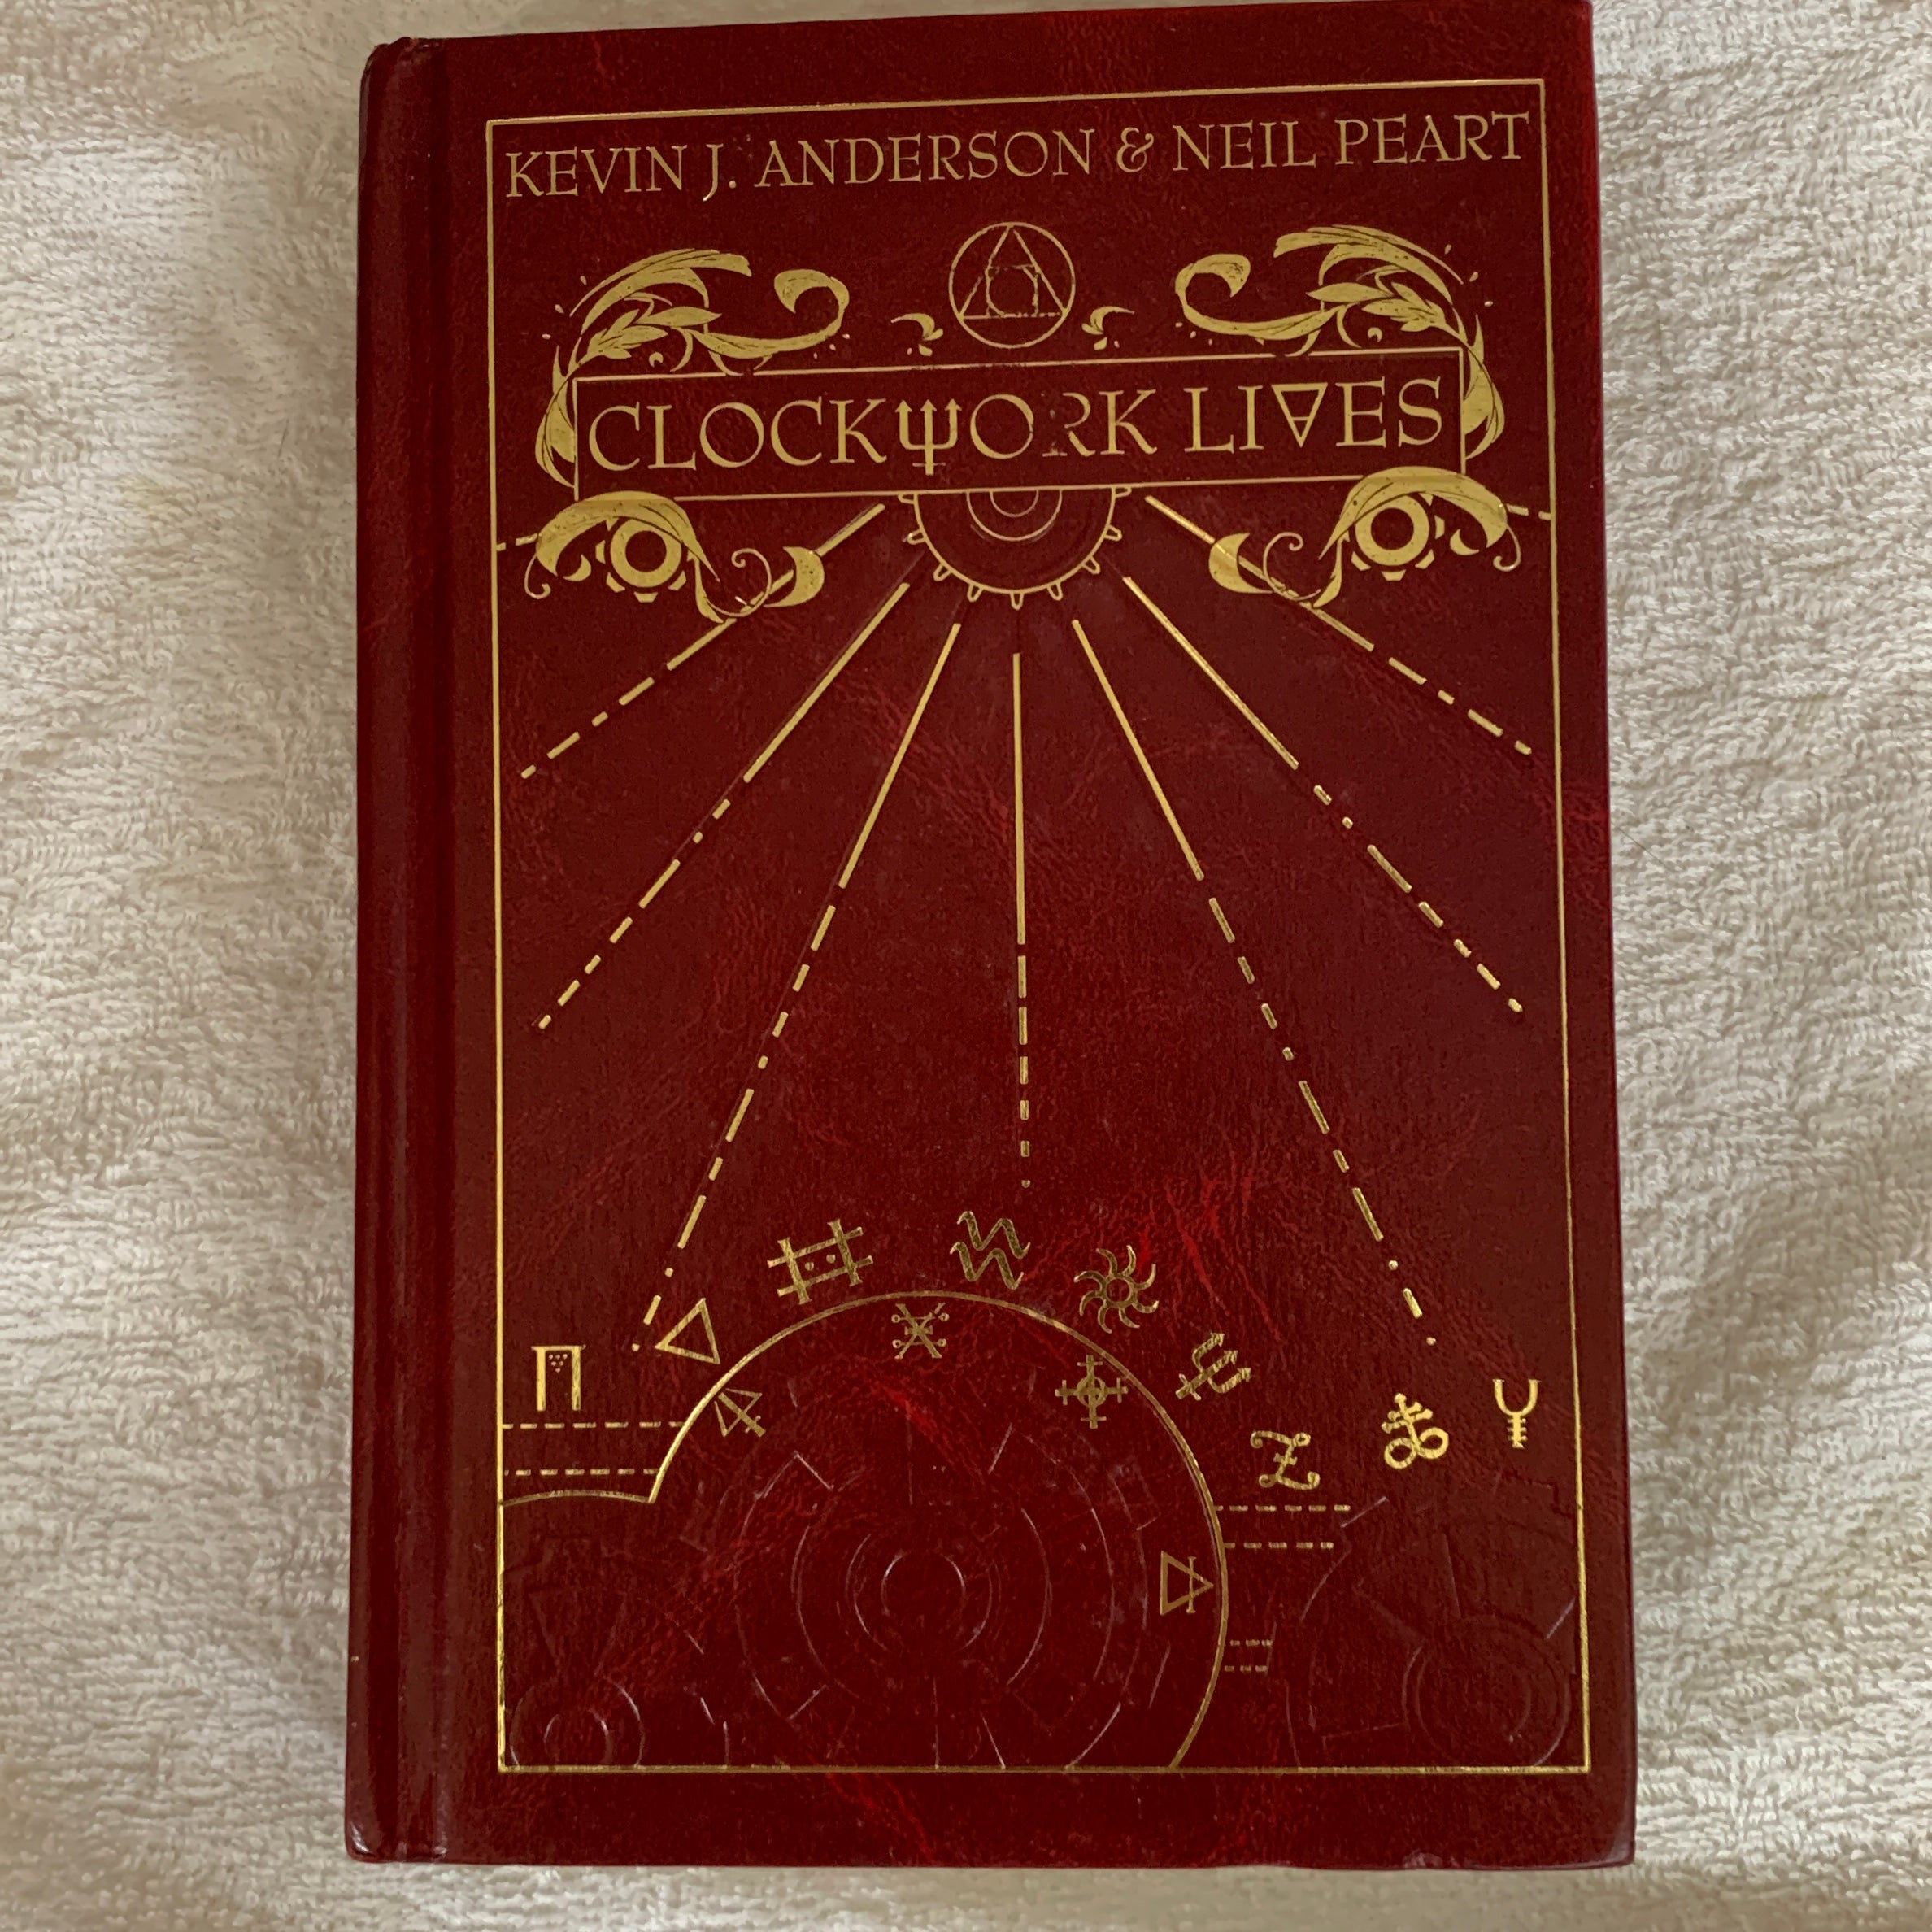 KEVIN J. ANDERSON & NEIL PEART
CLOCKWORK LIVES